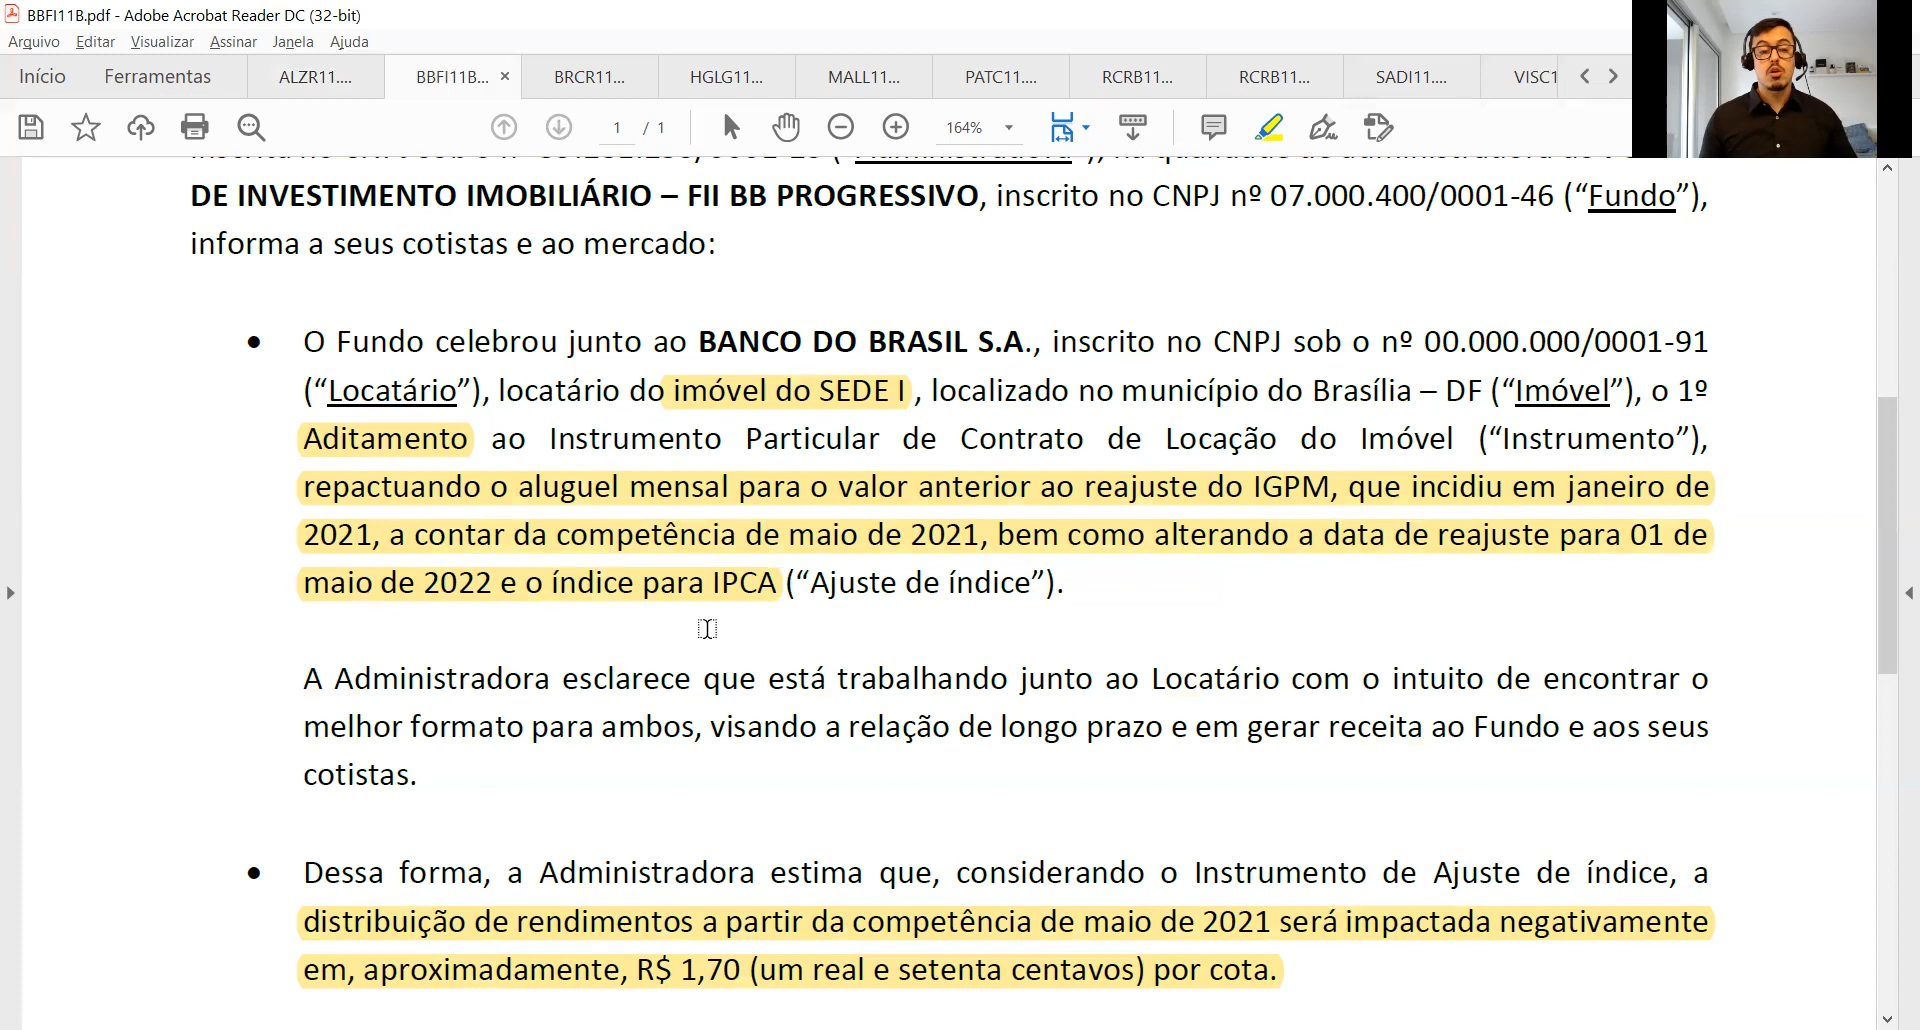 BBFI11B.pdf - Adobe Acrobat Reader DC (32-bit)
Arquivo Editar Visualizar Assinar Janela Ajuda
Início Ferramentas ALZR11.... BBFI11B... × BRCR11... HGLG11... MALL11... PATC11.... RCRB11... RCRB11... SADI11.... VISC1
1 / 1 164%
DE INVESTIMENTO IMOBILIÁRIO – FII BB PROGRESSIVO, inscrito no CNPJ nº 07.000.400/0001-46 (“Fundo”),
informa a seus cotistas e ao mercado:
• O Fundo celebrou junto ao BANCO DO BRASIL S.A., inscrito no CNPJ sob o nº 00.000.000/0001-91
(“Locatário”), locatário do imóvel do SEDE I , localizado no município do Brasília – DF (“Imóvel”), o 1º
Aditamento ao Instrumento Particular de Contrato de Locação do Imóvel (“Instrumento”),
repactuando o aluguel mensal para o valor anterior ao reajuste do IGPM, que incidiu em janeiro de
2021, a contar da competência de maio de 2021, bem como alterando a data de reajuste para 01 de
maio de 2022 e o índice para IPCA (“Ajuste de índice”).
A Administradora esclarece que está trabalhando junto ao Locatário com o intuito de encontrar o
melhor formato para ambos, visando a relação de longo prazo e em gerar receita ao Fundo e aos seus
cotistas.
• Dessa forma, a Administradora estima que, considerando o Instrumento de Ajuste de índice, a
distribuição de rendimentos a partir da competência de maio de 2021 será impactada negativamente
em, aproximadamente, R$ 1,70 (um real e setenta centavos) por cota.